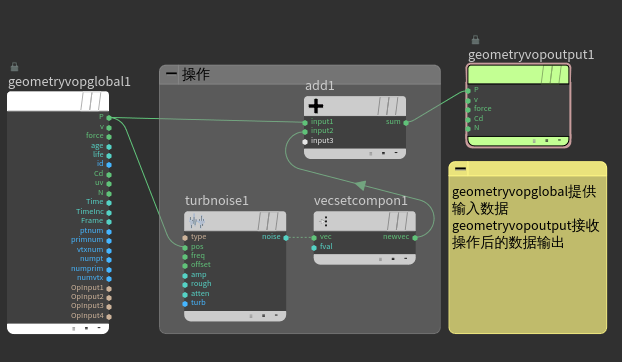 geometryvopglobal1
P
v
force
age
life
id
Cd
uv
N
Time
TimeInc
Frame
ptnum
primnum
vtxnum
numpt
numprim
numvtx
OpInput1
OpInput2
OpInput3
OpInput4
操作
add1
input1
input2
input3
sum
turbnoise1
type
pos
freq
offset
amp
rough
atten
turb
noise
vecsetcompon1
vec
fval
newvec
geometryvopoutput1
P
v
force
Cd
N
geometryvopglobal提供
输入数据
geometryvopoutput接收
操作后的数据输出